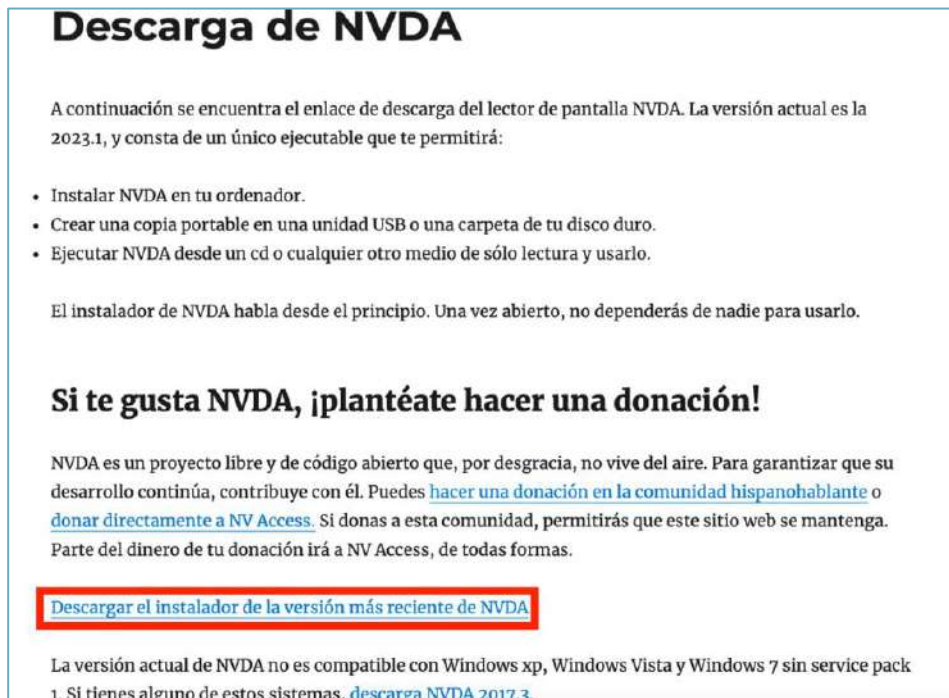 Descarga de NVDA
A continuación se encuentra el enlace de descarga del lector de pantalla NVDA. La versión actual es la
2023.1, y consta de un único ejecutable que te permitirá:
• Instalar NVDA en tu ordenador.
• Crear una copia portable en una unidad USB o una carpeta de tu disco duro.
• Ejecutar NVDA desde un cd o cualquier otro medio de sólo lectura y usarlo.
El instalador de NVDA habla desde el principio. Una vez abierto, no dependerás de nadie para usarlo.
Si te gusta NVDA, ¡plantéate hacer una donación!
NVDA es un proyecto libre y de código abierto que, por desgracia, no vive del aire. Para garantizar que su
desarrollo continúa, contribuye con él. Puedes hacer una donación en la comunidad hispanohablante o
donar directamente a NV Access. Si donas a esta comunidad, permitirás que este sitio web se mantenga.
Parte del dinero de tu donación irá a NV Access, de todas formas.
Descargar el instalador de la versión más reciente de NVDA
La versión actual de NVDA no es compatible con Windows xp, Windows Vista y Windows 7 sin service pack
1. Si tienes alguno de estos sistemas, descarga NVDA 2017.3.